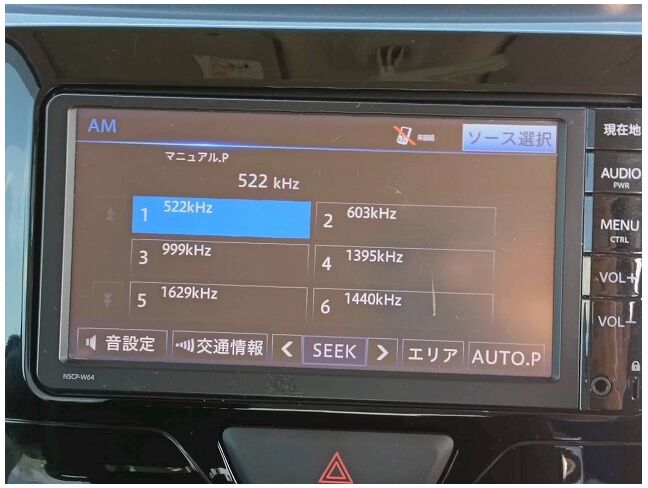 AM
未接続
ソース選択
マニュアル.P
522 kHz
1 522kHz
2 603kHz
3 999kHz
4 1395kHz
5 1629kHz
6 1440kHz
音設定
交通情報
< SEEK >
エリア
AUTO.P
NSCP-W64
現在地
AUDIO
PWR
MENU
CTRL
VOL+
VOL-